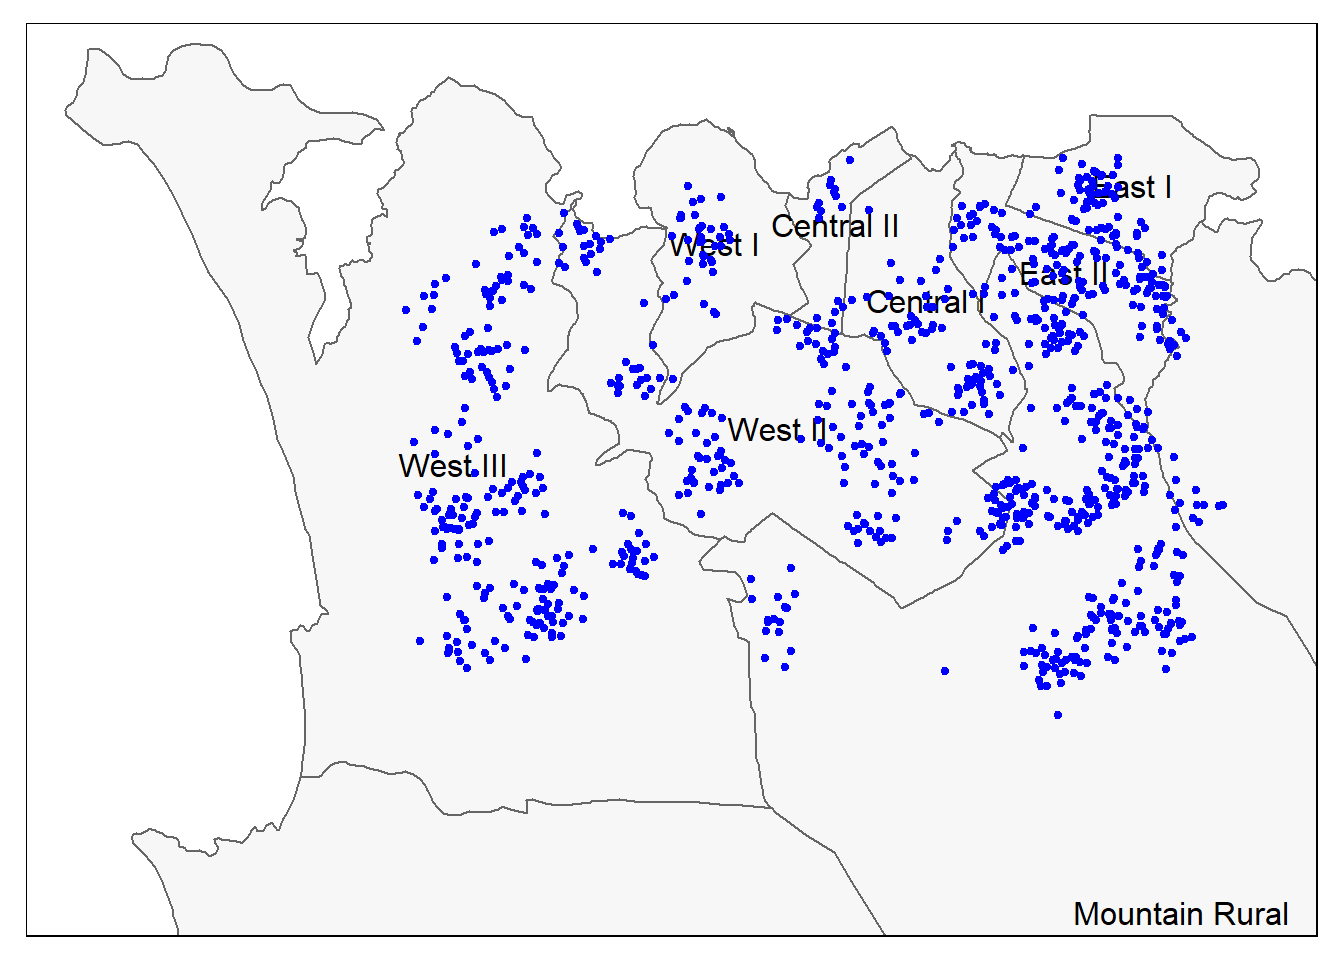 East I
Central II
West I
East II
Central I
West II
West III
Mountain Rural